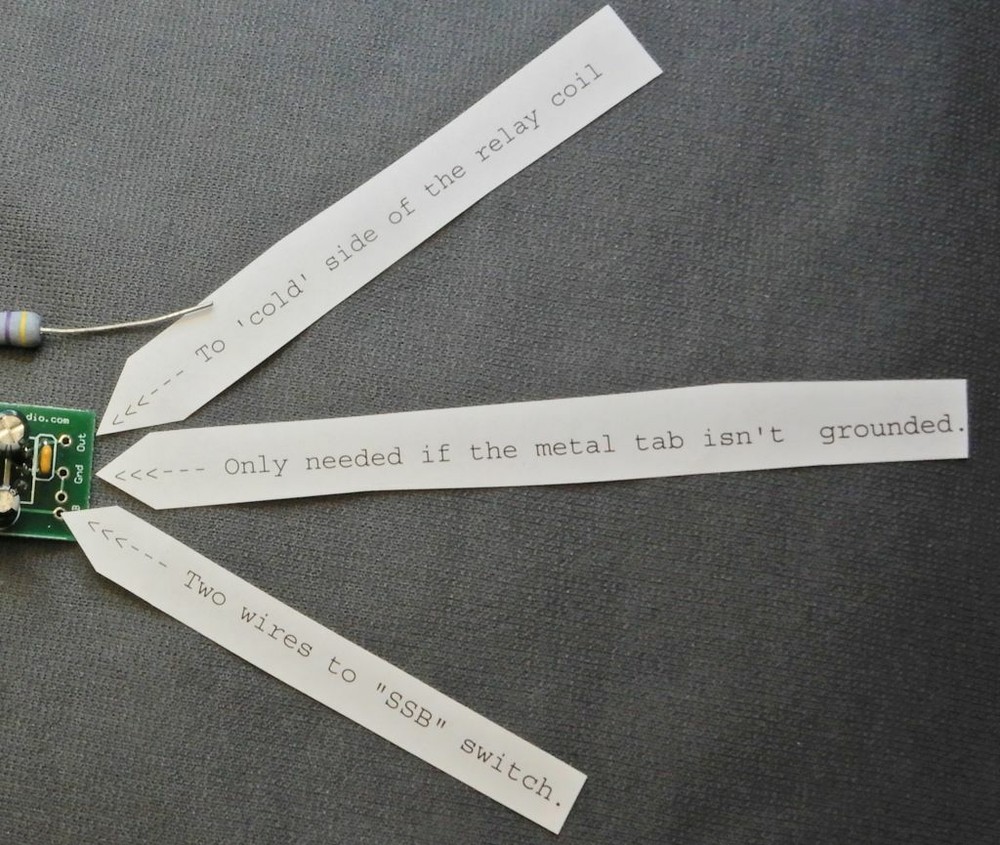 <<<--- To 'cold' side of the relay coil
dio.com
Out
Gnd
<<<--- Only needed if the metal tab isn't grounded.
<<<--- Two wires to "SSB" switch.